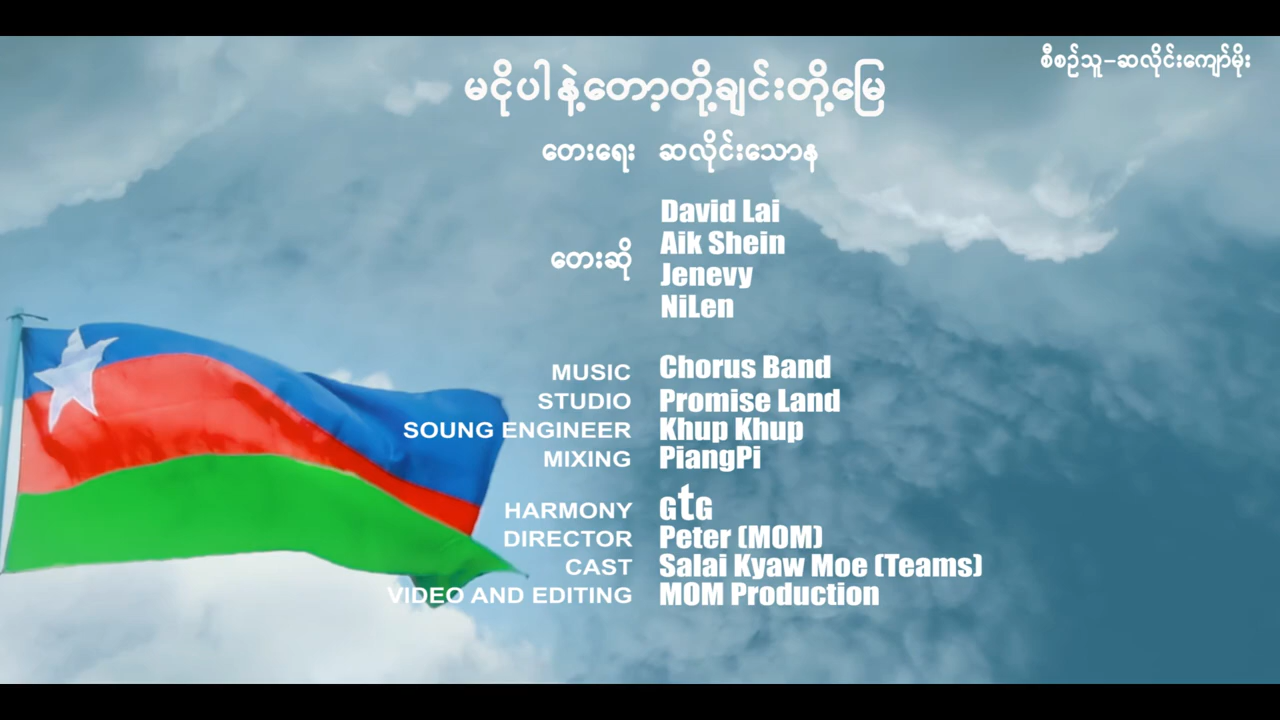 စီစဉ်သူ-ဆလိုင်းကျော်မိုး
မငိုပါနဲ့တော့တို့ချင်းတို့မြေ
တေးရေး ဆလိုင်းသောန
တေးဆို
David Lai
Aik Shein
Jenevy
NiLen
MUSIC Chorus Band
STUDIO Promise Land
SOUNG ENGINEER Khup Khup
MIXING PiangPi
HARMONY GtG
DIRECTOR Peter (MOM)
CAST Salai Kyaw Moe (Teams)
VIDEO AND EDITING MOM Production